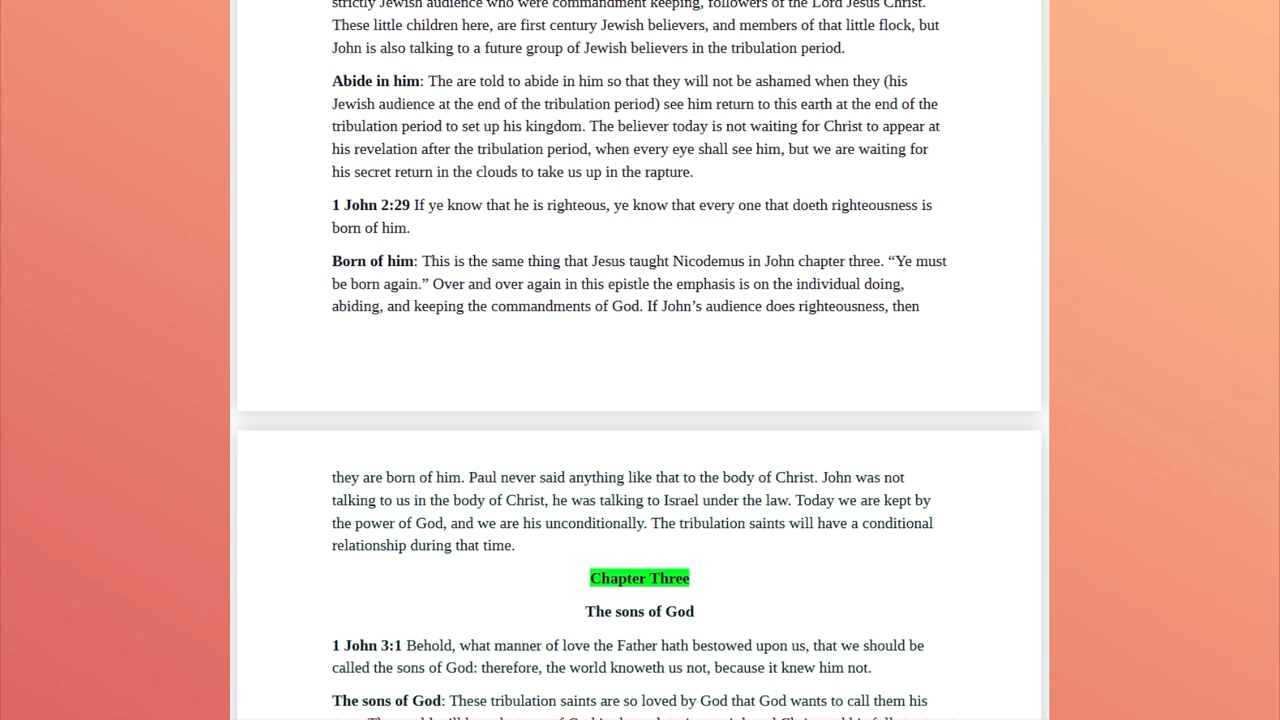 strictly Jewish audience who were commandment keeping, followers of the Lord Jesus Christ.
These little children here, are first century Jewish believers, and members of that little flock, but
John is also talking to a future group of Jewish believers in the tribulation period.
Abide in him: The are told to abide in him so that they will not be ashamed when they (his
Jewish audience at the end of the tribulation period) see him return to this earth at the end of the
tribulation period to set up his kingdom. The believer today is not waiting for Christ to appear at
his revelation after the tribulation period, when every eye shall see him, but we are waiting for
his secret return in the clouds to take us up in the rapture.
1 John 2:29 If ye know that he is righteous, ye know that every one that doeth righteousness is
born of him.
Born of him: This is the same thing that Jesus taught Nicodemus in John chapter three. “Ye must
be born again.” Over and over again in this epistle the emphasis is on the individual doing,
abiding, and keeping the commandments of God. If John’s audience does righteousness, then
they are born of him. Paul never said anything like that to the body of Christ. John was not
talking to us in the body of Christ, he was talking to Israel under the law. Today we are kept by
the power of God, and we are his unconditionally. The tribulation saints will have a conditional
relationship during that time.
Chapter Three
The sons of God
1 John 3:1 Behold, what manner of love the Father hath bestowed upon us, that we should be
called the sons of God: therefore, the world knoweth us not, because it knew him not.
The sons of God: These tribulation saints are so loved by God that God wants to call them his